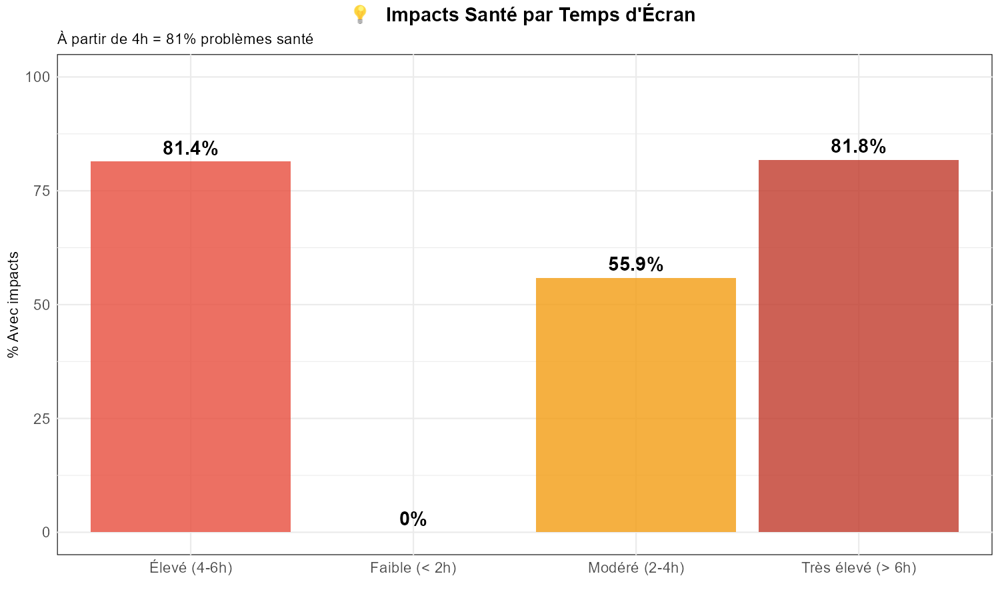 💡 Impacts Santé par Temps d'Écran
À partir de 4h = 81% problèmes santé
% Avec impacts
100
75
50
25
0
81.4%
0%
55.9%
81.8%
Élevé (4-6h)
Faible (< 2h)
Modéré (2-4h)
Très élevé (> 6h)